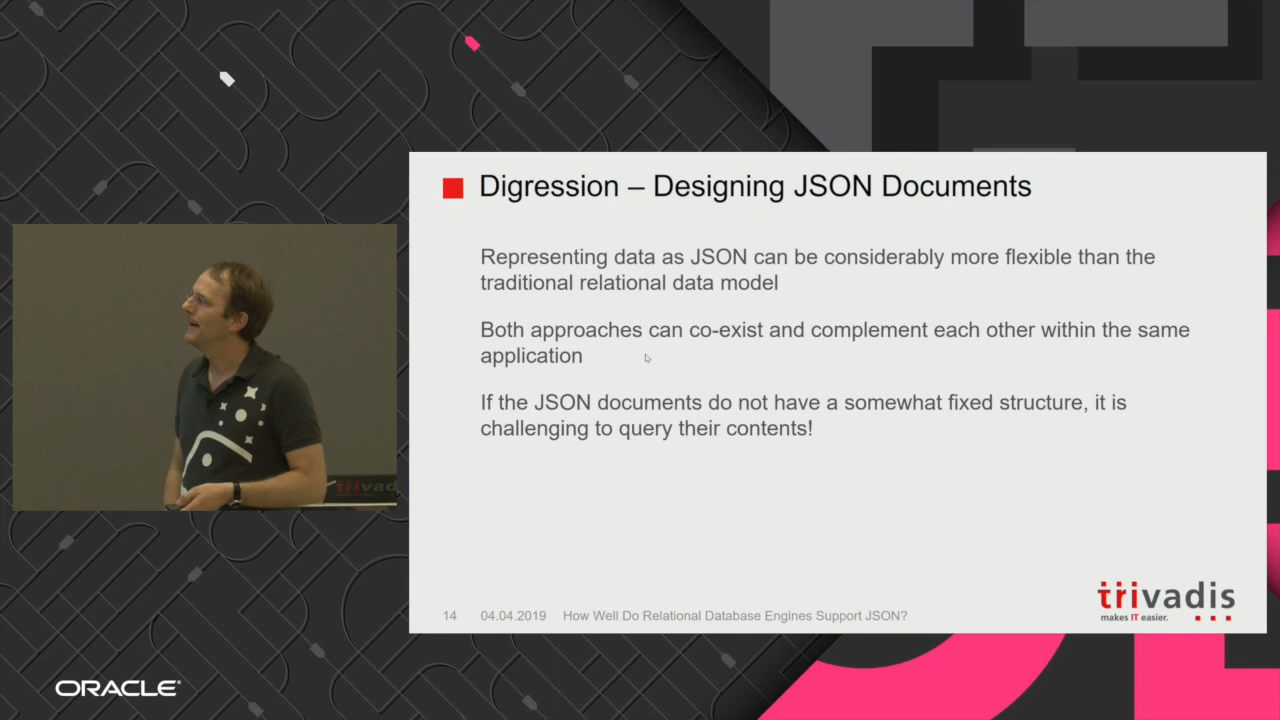 Digression – Designing JSON Documents
Representing data as JSON can be considerably more flexible than the
traditional relational data model
Both approaches can co-exist and complement each other within the same
application
If the JSON documents do not have a somewhat fixed structure, it is
challenging to query their contents!
trivadis
14 04.04.2019 How Well Do Relational Database Engines Support JSON?
trivadis
makes IT easier.
ORACLE®